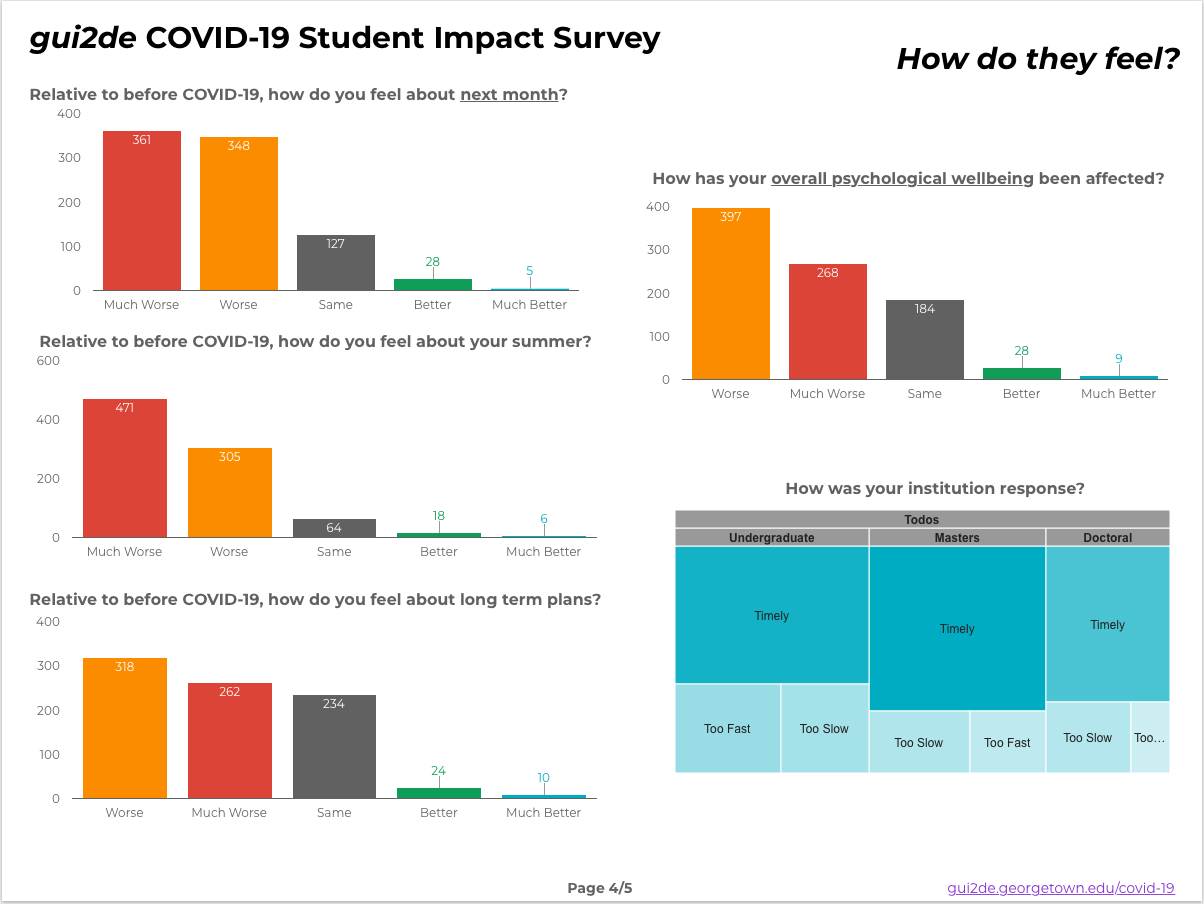 gui2de COVID-19 Student Impact Survey
How do they feel?
Relative to before COVID-19, how do you feel about next month?
400
300
200
100
0
361
348
127
28
5
Much Worse
Worse
Same
Better
Much Better
Relative to before COVID-19, how do you feel about your summer?
600
400
200
0
471
305
64
18
6
Much Worse
Worse
Same
Better
Much Better
Relative to before COVID-19, how do you feel about long term plans?
400
300
200
100
0
318
262
234
24
10
Worse
Much Worse
Same
Better
Much Better
How has your overall psychological wellbeing been affected?
400
300
200
100
0
397
268
184
28
9
Worse
Much Worse
Same
Better
Much Better
How was your institution response?
Todos
Undergraduate
Masters
Doctoral
Timely
Timely
Timely
Too Fast
Too Slow
Too Slow
Too Fast
Too Slow
Too...
Page 4/5
gui2de.georgetown.edu/covid-19